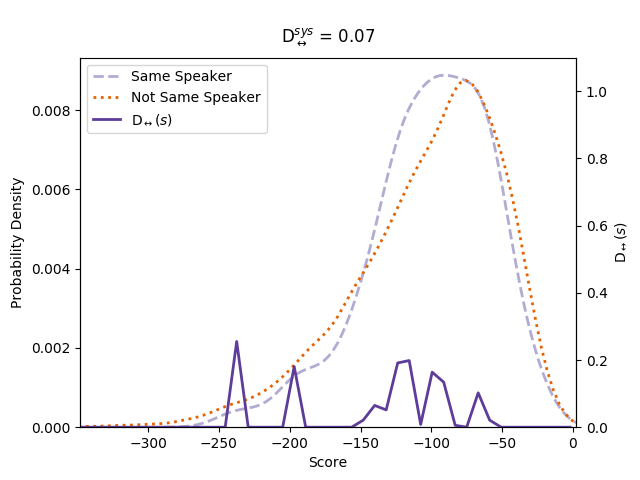 D↔^sys = 0.07
Same Speaker
Not Same Speaker
D↔(s)
Probability Density
0.008
0.006
0.004
0.002
0.000
1.0
0.8
0.6
0.4
0.2
0.0
D↔(s)
−300
−250
−200
−150
−100
−50
0
Score